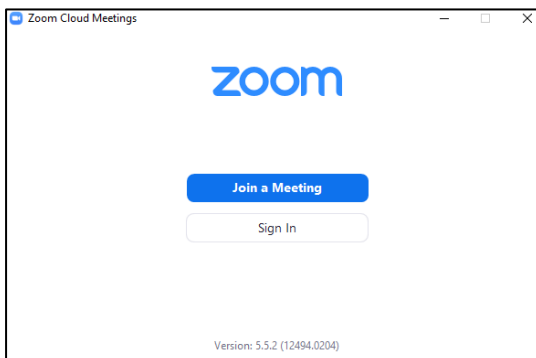 Zoom Cloud Meetings
zoom
Join a Meeting
Sign In
Version: 5.5.2 (12494.0204)